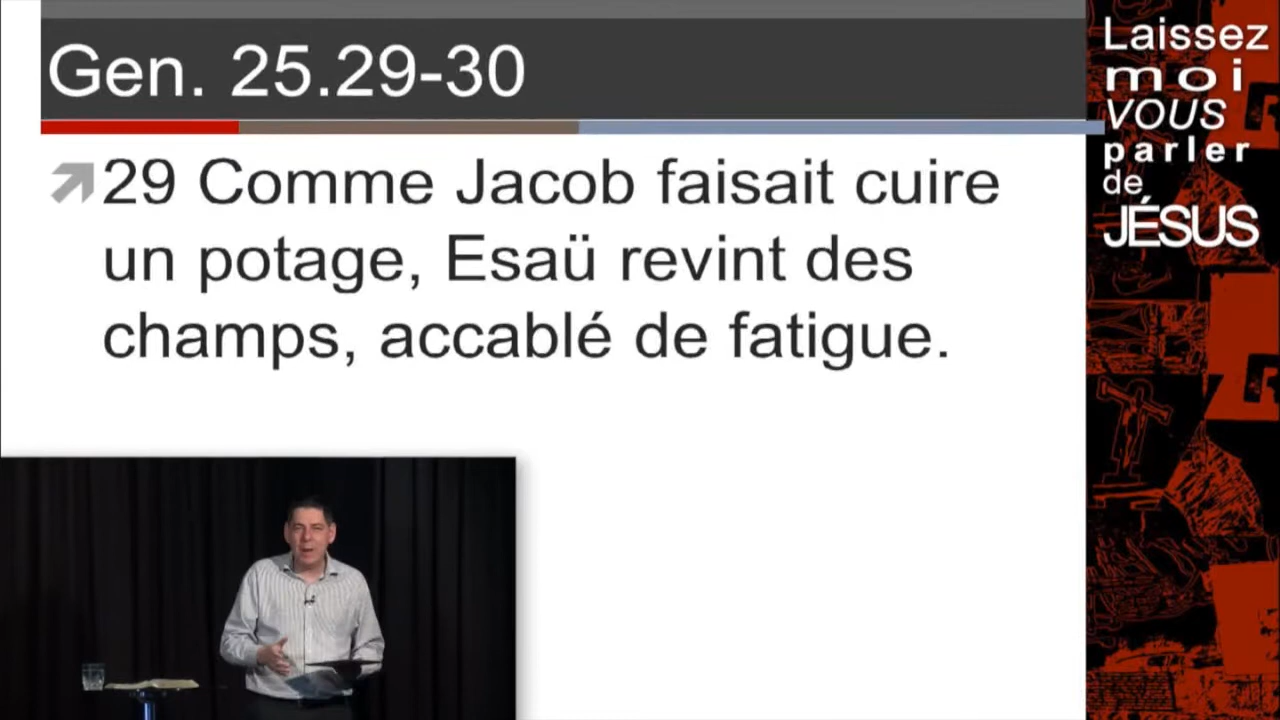 Gen. 25.29-30
29 Comme Jacob faisait cuire
un potage, Esaü revint des
champs, accablé de fatigue.
Laissez
moi
VOUS
parler
de
JÉSUS